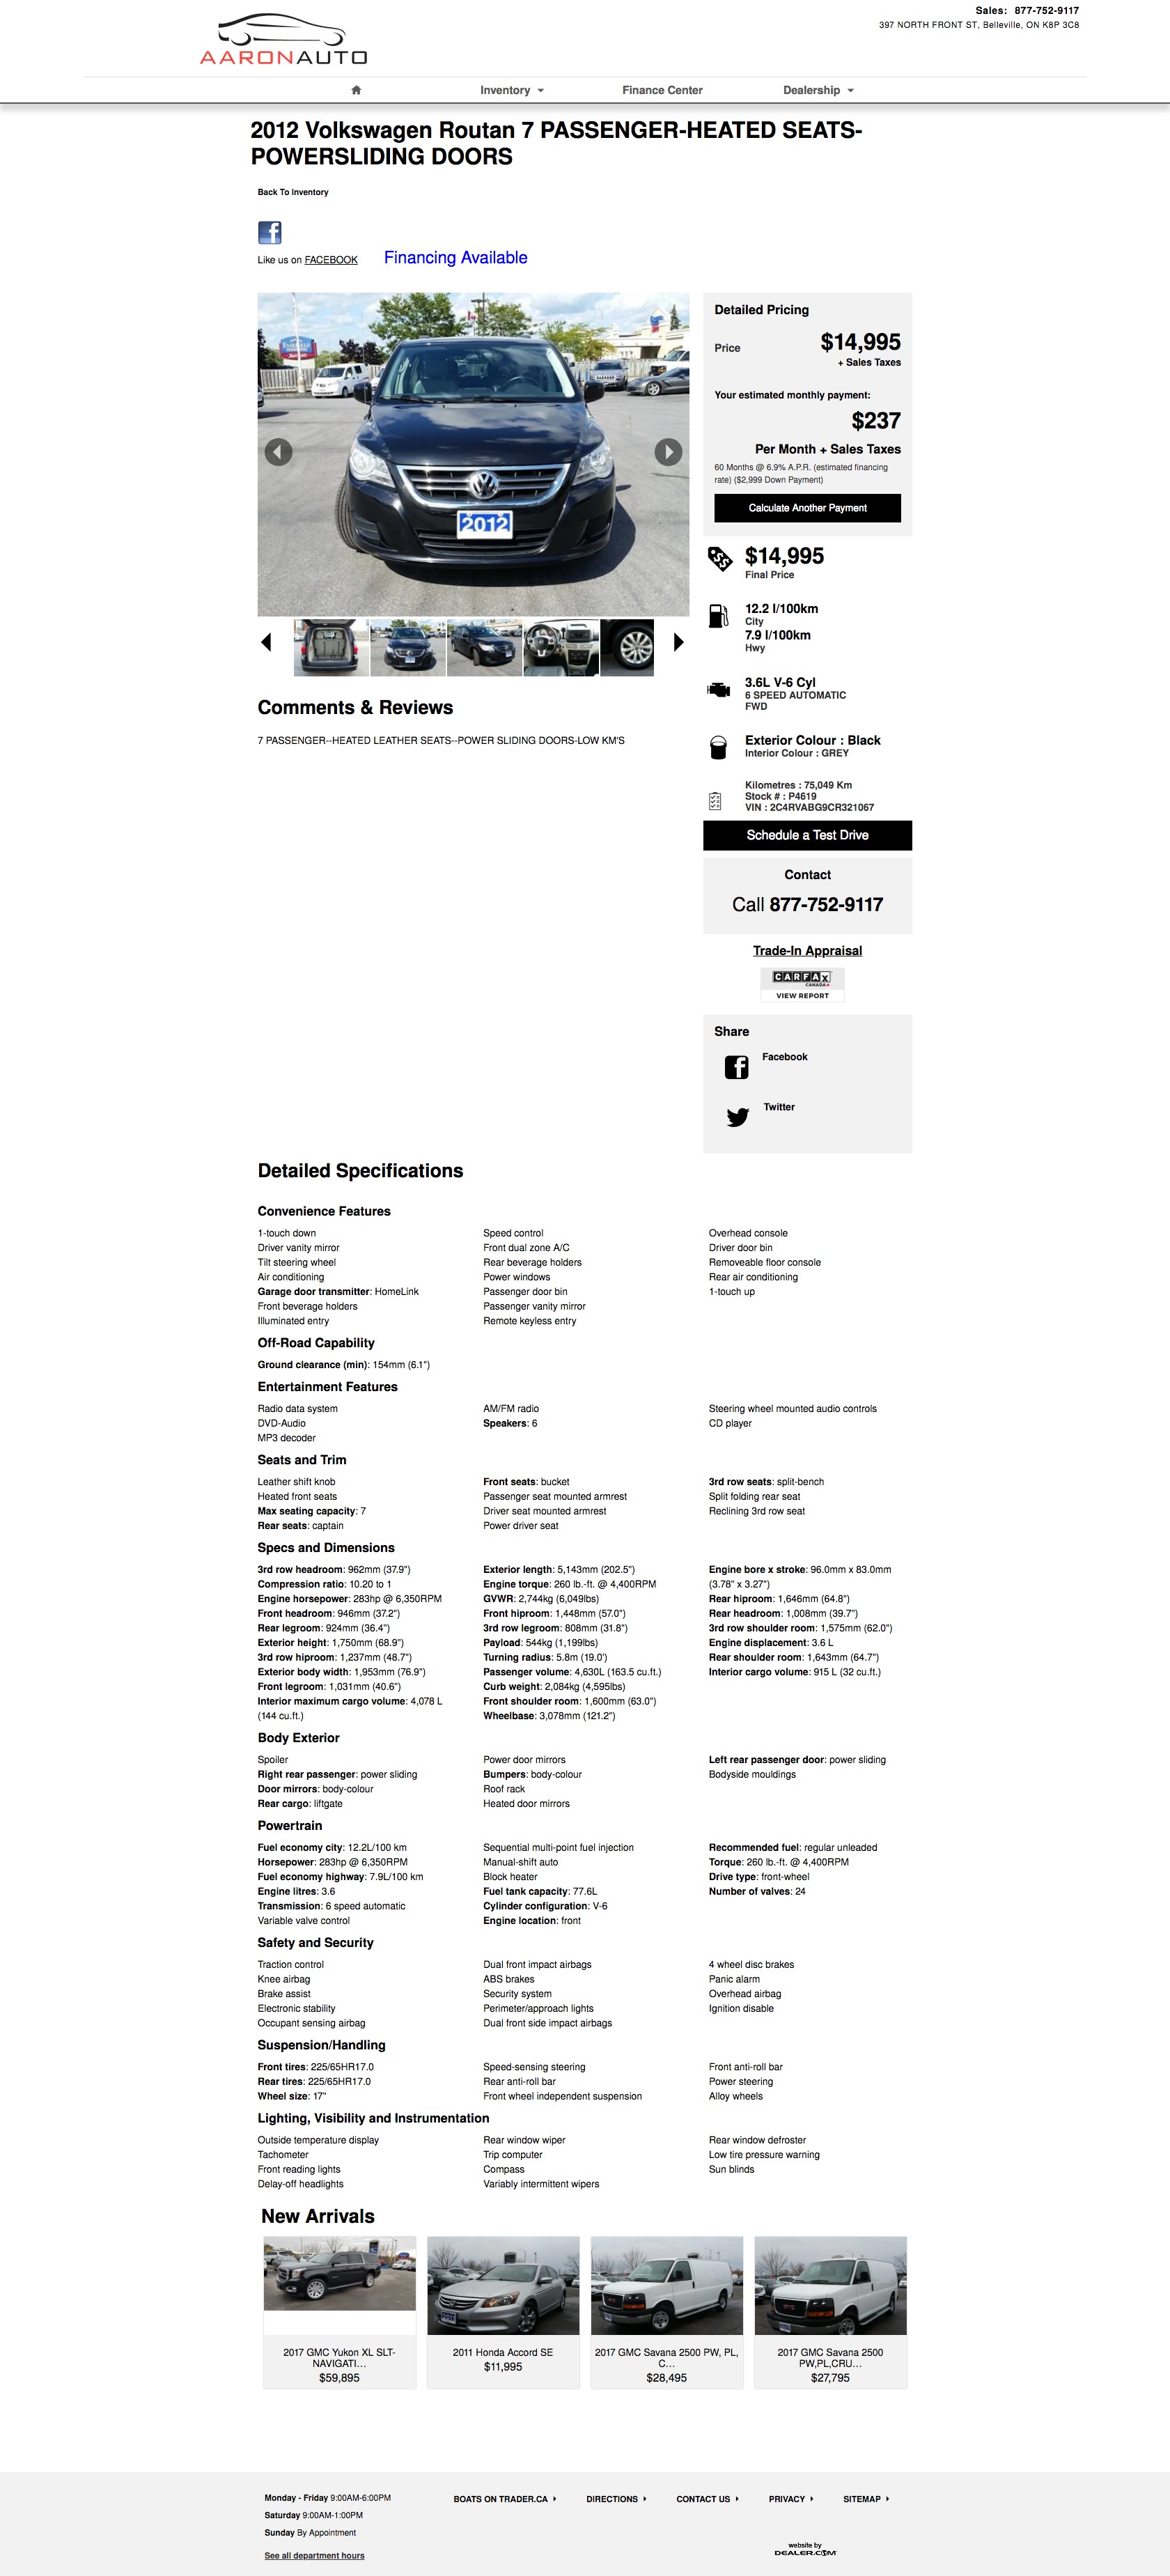 Sales: 877-752-9117
397 NORTH FRONT ST, Belleville, ON K8P 3C8
AARONAUTO
Inventory
Finance Center
Dealership
2012 Volkswagen Routan 7 PASSENGER-HEATED SEATS-
POWERSLIDING DOORS
Back To Inventory
Like us on FACEBOOK
Financing Available
2012
Detailed Pricing
Price
$14,995
+ Sales Taxes
Your estimated monthly payment:
$237
Per Month + Sales Taxes
60 Months @ 6.9% A.P.R. (estimated financing
rate) ($2,999 Down Payment)
Calculate Another Payment
$14,995
Final Price
12.2 l/100km
City
7.9 l/100km
Hwy
3.6L V-6 Cyl
6 SPEED AUTOMATIC
FWD
Exterior Colour : Black
Interior Colour : GREY
Kilometres : 75,049 Km
Stock # : P4619
VIN : 2C4RVABG9CR321067
Schedule a Test Drive
Contact
Call 877-752-9117
Trade-In Appraisal
CARFAX
CANADA
VIEW REPORT
Share
Facebook
Twitter
Comments & Reviews
7 PASSENGER--HEATED LEATHER SEATS--POWER SLIDING DOORS-LOW KM'S
Detailed Specifications
Convenience Features
1-touch down
Driver vanity mirror
Tilt steering wheel
Air conditioning
Garage door transmitter: HomeLink
Front beverage holders
Illuminated entry
Speed control
Front dual zone A/C
Rear beverage holders
Power windows
Passenger door bin
Passenger vanity mirror
Remote keyless entry
Overhead console
Driver door bin
Removeable floor console
Rear air conditioning
1-touch up
Off-Road Capability
Ground clearance (min): 154mm (6.1")
Entertainment Features
Radio data system
DVD-Audio
MP3 decoder
AM/FM radio
Speakers: 6
Steering wheel mounted audio controls
CD player
Seats and Trim
Leather shift knob
Heated front seats
Max seating capacity: 7
Rear seats: captain
Front seats: bucket
Passenger seat mounted armrest
Driver seat mounted armrest
Power driver seat
3rd row seats: split-bench
Split folding rear seat
Reclining 3rd row seat
Specs and Dimensions
3rd row headroom: 962mm (37.9")
Compression ratio: 10.20 to 1
Engine horsepower: 283hp @ 6,350RPM
Front headroom: 946mm (37.2")
Rear legroom: 924mm (36.4")
Exterior height: 1,750mm (68.9")
3rd row hiproom: 1,237mm (48.7")
Exterior body width: 1,953mm (76.9")
Front legroom: 1,031mm (40.6")
Interior maximum cargo volume: 4,078 L
(144 cu.ft.)
Exterior length: 5,143mm (202.5")
Engine torque: 260 lb.-ft. @ 4,400RPM
GVWR: 2,744kg (6,049lbs)
Front hiproom: 1,448mm (57.0")
3rd row legroom: 808mm (31.8")
Payload: 544kg (1,199lbs)
Turning radius: 5.8m (19.0')
Passenger volume: 4,630L (163.5 cu.ft.)
Curb weight: 2,084kg (4,595lbs)
Front shoulder room: 1,600mm (63.0")
Wheelbase: 3,078mm (121.2")
Engine bore x stroke: 96.0mm x 83.0mm
(3.78" x 3.27")
Rear hiproom: 1,646mm (64.8")
Rear headroom: 1,008mm (39.7")
3rd row shoulder room: 1,575mm (62.0")
Engine displacement: 3.6 L
Rear shoulder room: 1,643mm (64.7")
Interior cargo volume: 915 L (32 cu.ft.)
Body Exterior
Spoiler
Right rear passenger: power sliding
Door mirrors: body-colour
Rear cargo: liftgate
Power door mirrors
Bumpers: body-colour
Roof rack
Heated door mirrors
Left rear passenger door: power sliding
Bodyside mouldings
Powertrain
Fuel economy city: 12.2L/100 km
Horsepower: 283hp @ 6,350RPM
Fuel economy highway: 7.9L/100 km
Engine litres: 3.6
Transmission: 6 speed automatic
Variable valve control
Sequential multi-point fuel injection
Manual-shift auto
Block heater
Fuel tank capacity: 77.6L
Cylinder configuration: V-6
Engine location: front
Recommended fuel: regular unleaded
Torque: 260 lb.-ft. @ 4,400RPM
Drive type: front-wheel
Number of valves: 24
Safety and Security
Traction control
Knee airbag
Brake assist
Electronic stability
Occupant sensing airbag
Dual front impact airbags
ABS brakes
Security system
Perimeter/approach lights
Dual front side impact airbags
4 wheel disc brakes
Panic alarm
Overhead airbag
Ignition disable
Suspension/Handling
Front tires: 225/65HR17.0
Rear tires: 225/65HR17.0
Wheel size: 17"
Speed-sensing steering
Rear anti-roll bar
Front wheel independent suspension
Front anti-roll bar
Power steering
Alloy wheels
Lighting, Visibility and Instrumentation
Outside temperature display
Tachometer
Front reading lights
Delay-off headlights
Rear window wiper
Trip computer
Compass
Variably intermittent wipers
Rear window defroster
Low tire pressure warning
Sun blinds
New Arrivals
2017 GMC Yukon XL SLT-
NAVIGATI...
$59,895
2011 Honda Accord SE
$11,995
2017 GMC Savana 2500 PW, PL,
C...
$28,495
2017 GMC Savana 2500
PW,PL,CRU...
$27,795
Monday - Friday 9:00AM-6:00PM
Saturday 9:00AM-1:00PM
Sunday By Appointment
See all department hours
BOATS ON TRADER.CA
DIRECTIONS
CONTACT US
PRIVACY
SITEMAP
website by
DEALER.COM